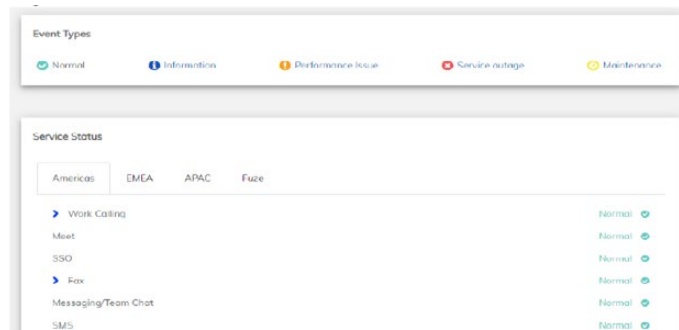 Event Types
Normal Information Performance Issue Service outage Maintenance
Service Status
Americas EMEA APAC Fuze
Work Calling Normal
Meet Normal
SSO Normal
Fax Normal
Messaging/Team Chat Normal
SMS Normal